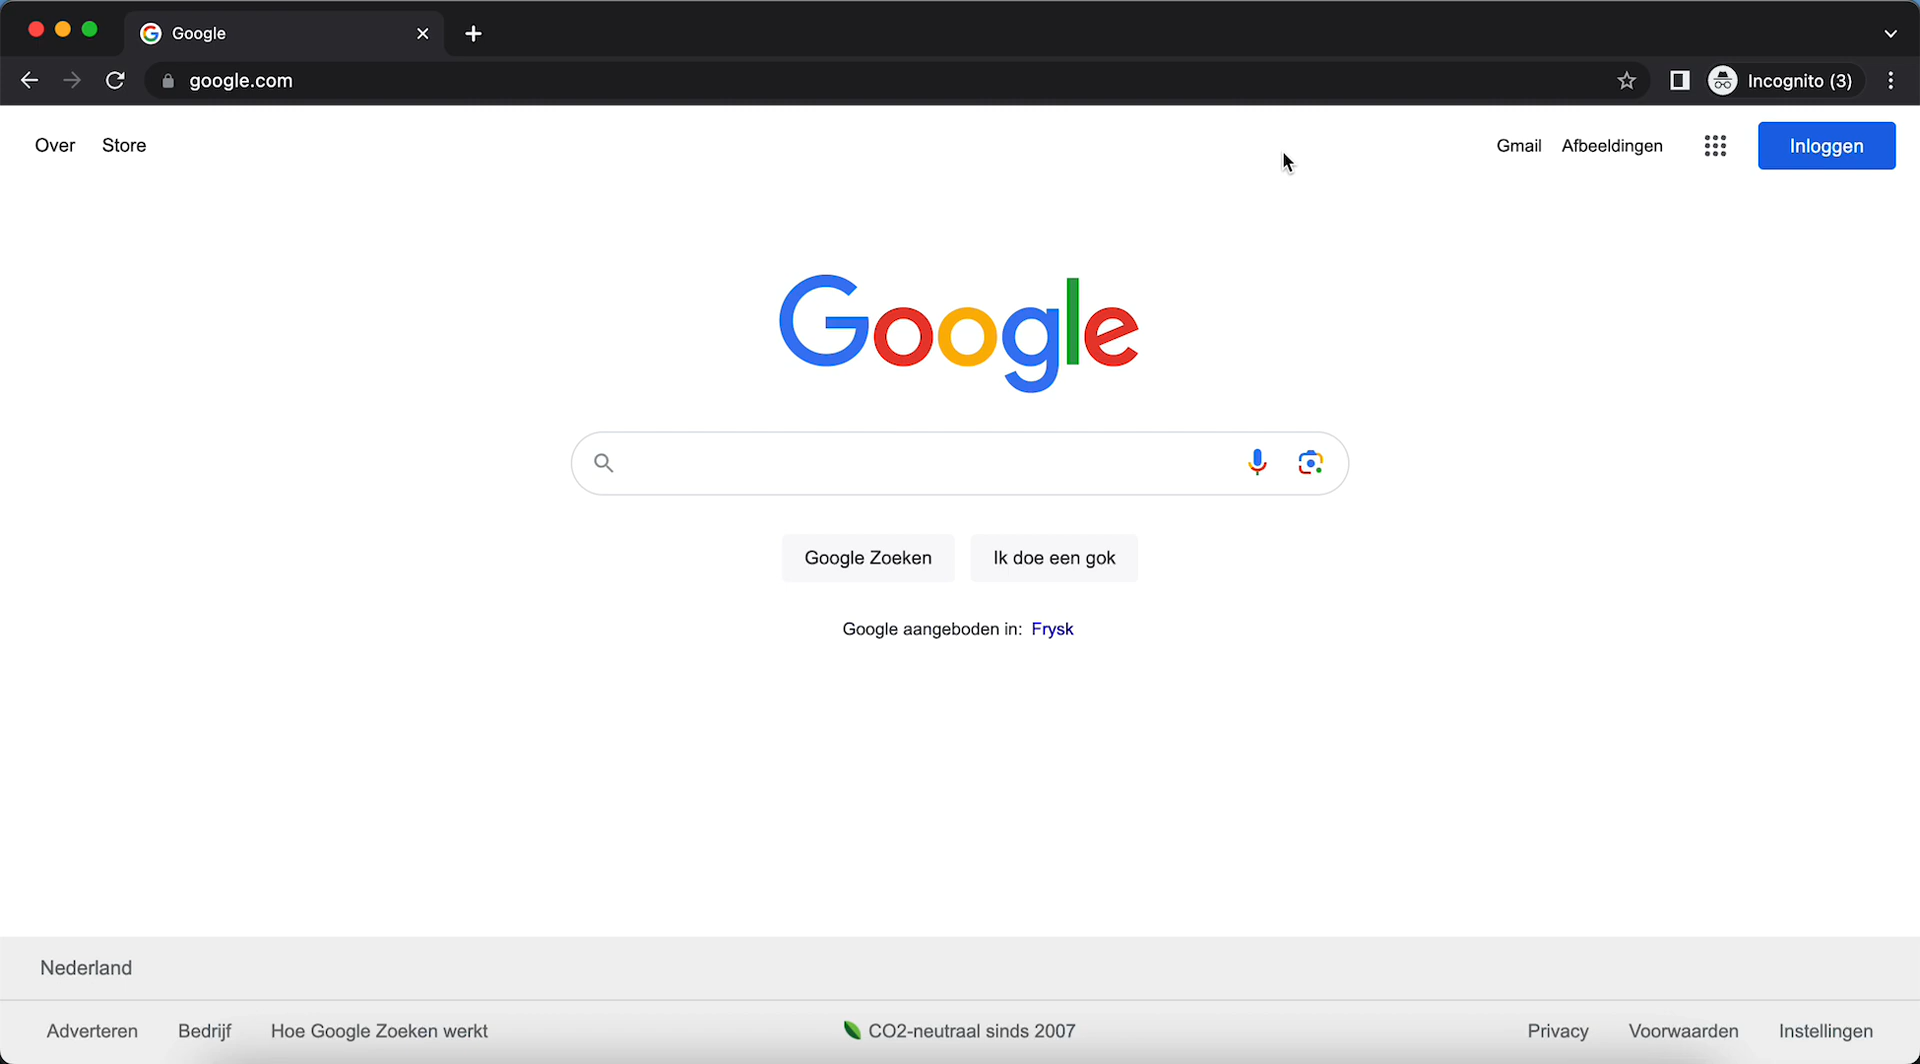 Google
google.com
Incognito (3)
Over Store
Gmail Afbeeldingen Inloggen
Google
Google Zoeken Ik doe een gok
Google aangeboden in: Frysk
Nederland
Adverteren Bedrijf Hoe Google Zoeken werkt CO2-neutraal sinds 2007 Privacy Voorwaarden Instellingen